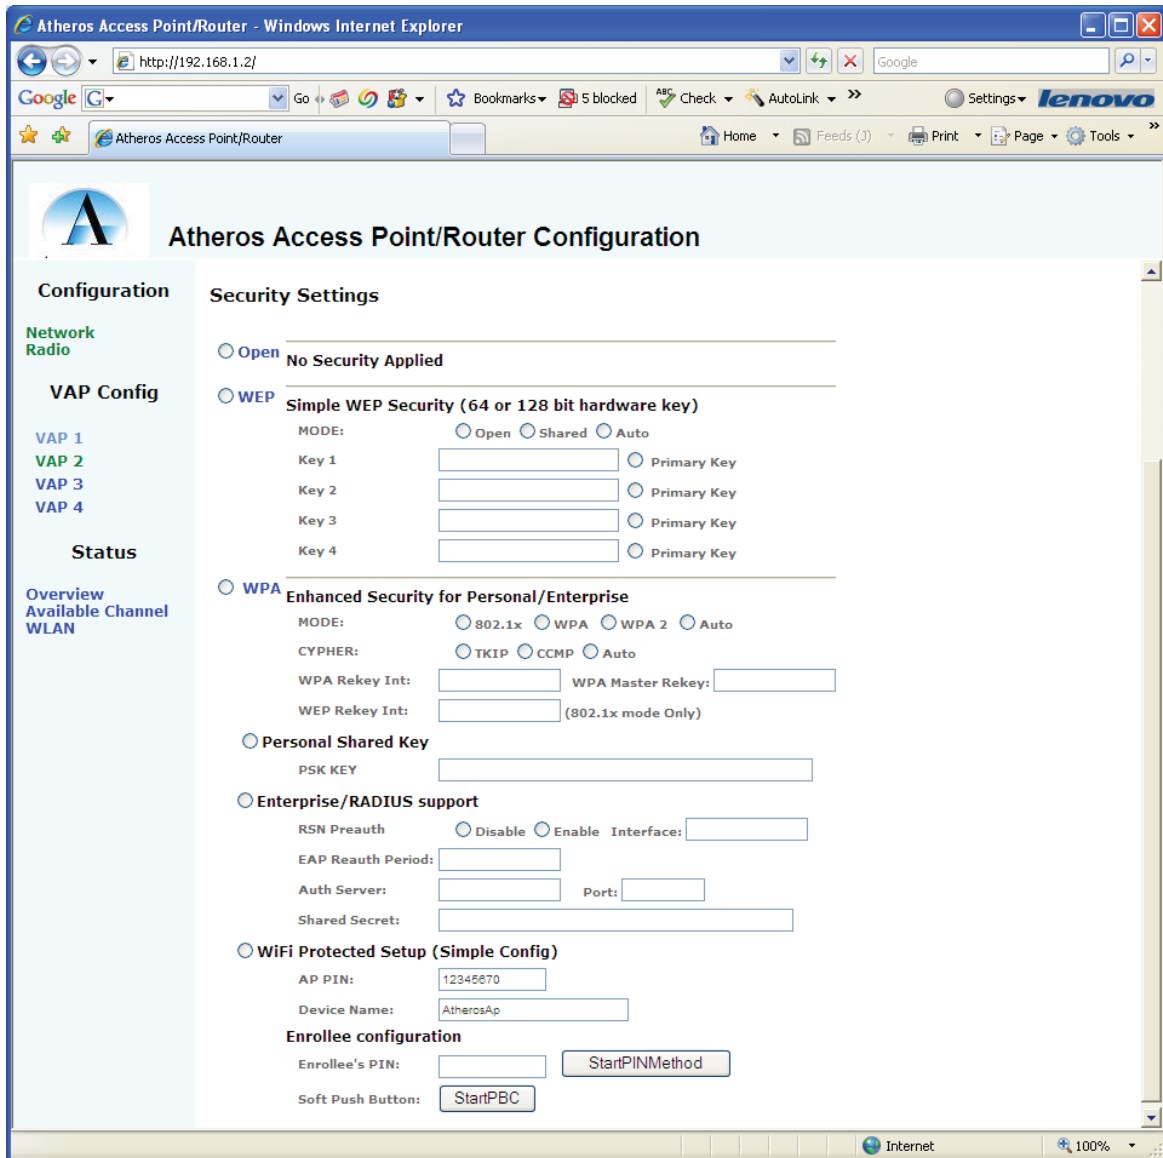 Atheros Access Point/Router - Windows Internet Explorer
http://192.168.1.2/
Google
Google G Go 5 blocked Bookmarks Check AutoLink >> Settings lenovo
Atheros Access Point/Router
Home Feeds (J) Print Page Tools >>
A
Atheros Access Point/Router Configuration
Configuration
Network
Radio
VAP Config
VAP 1
VAP 2
VAP 3
VAP 4
Status
Overview
Available Channel
WLAN
Security Settings
Open No Security Applied
WEP Simple WEP Security (64 or 128 bit hardware key)
MODE: Open Shared Auto
Key 1 Primary Key
Key 2 Primary Key
Key 3 Primary Key
Key 4 Primary Key
WPA Enhanced Security for Personal/Enterprise
MODE: 802.1x WPA WPA 2 Auto
CYPHER: TKIP CCMP Auto
WPA Rekey Int: WPA Master Rekey:
WEP Rekey Int: (802.1x mode Only)
Personal Shared Key
PSK KEY
Enterprise/RADIUS support
RSN Preauth Disable Enable Interface:
EAP Reauth Period:
Auth Server: Port:
Shared Secret:
WiFi Protected Setup (Simple Config)
AP PIN: 12345670
Device Name: AtherosAp
Enrollee configuration
Enrollee's PIN: StartPINMethod
Soft Push Button: StartPBC
Internet 100%